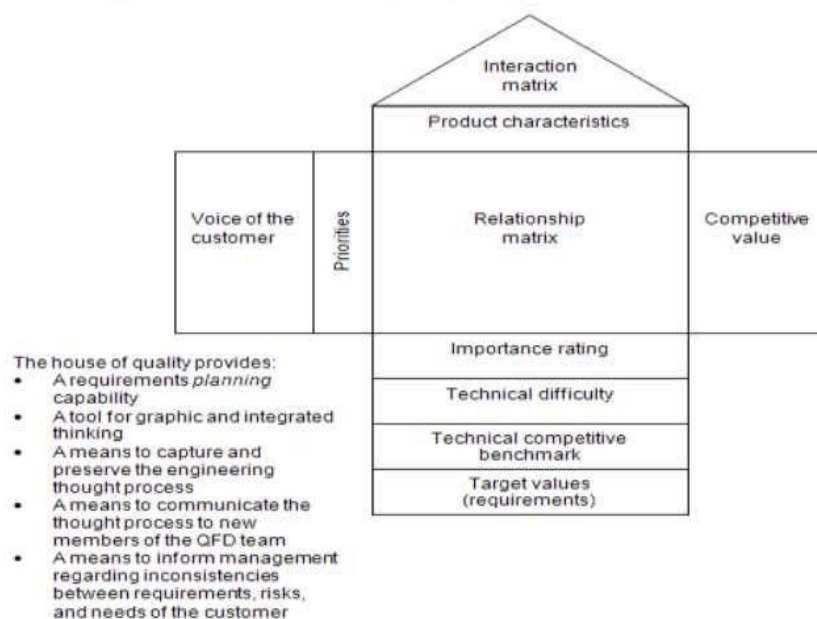 Interaction
matrix
Product characteristics
Voice of the
customer
Priorities
Relationship
matrix
Competitive
value
Importance rating
Technical difficulty
Technical competitive
benchmark
Target values
(requirements)
The house of quality provides:
• A requirements planning
capability
• A tool for graphic and integrated
thinking
• A means to capture and
preserve the engineering
thought process
• A means to communicate the
thought process to new
members of the QFD team
• A means to inform management
regarding inconsistencies
between requirements, risks,
and needs of the customer